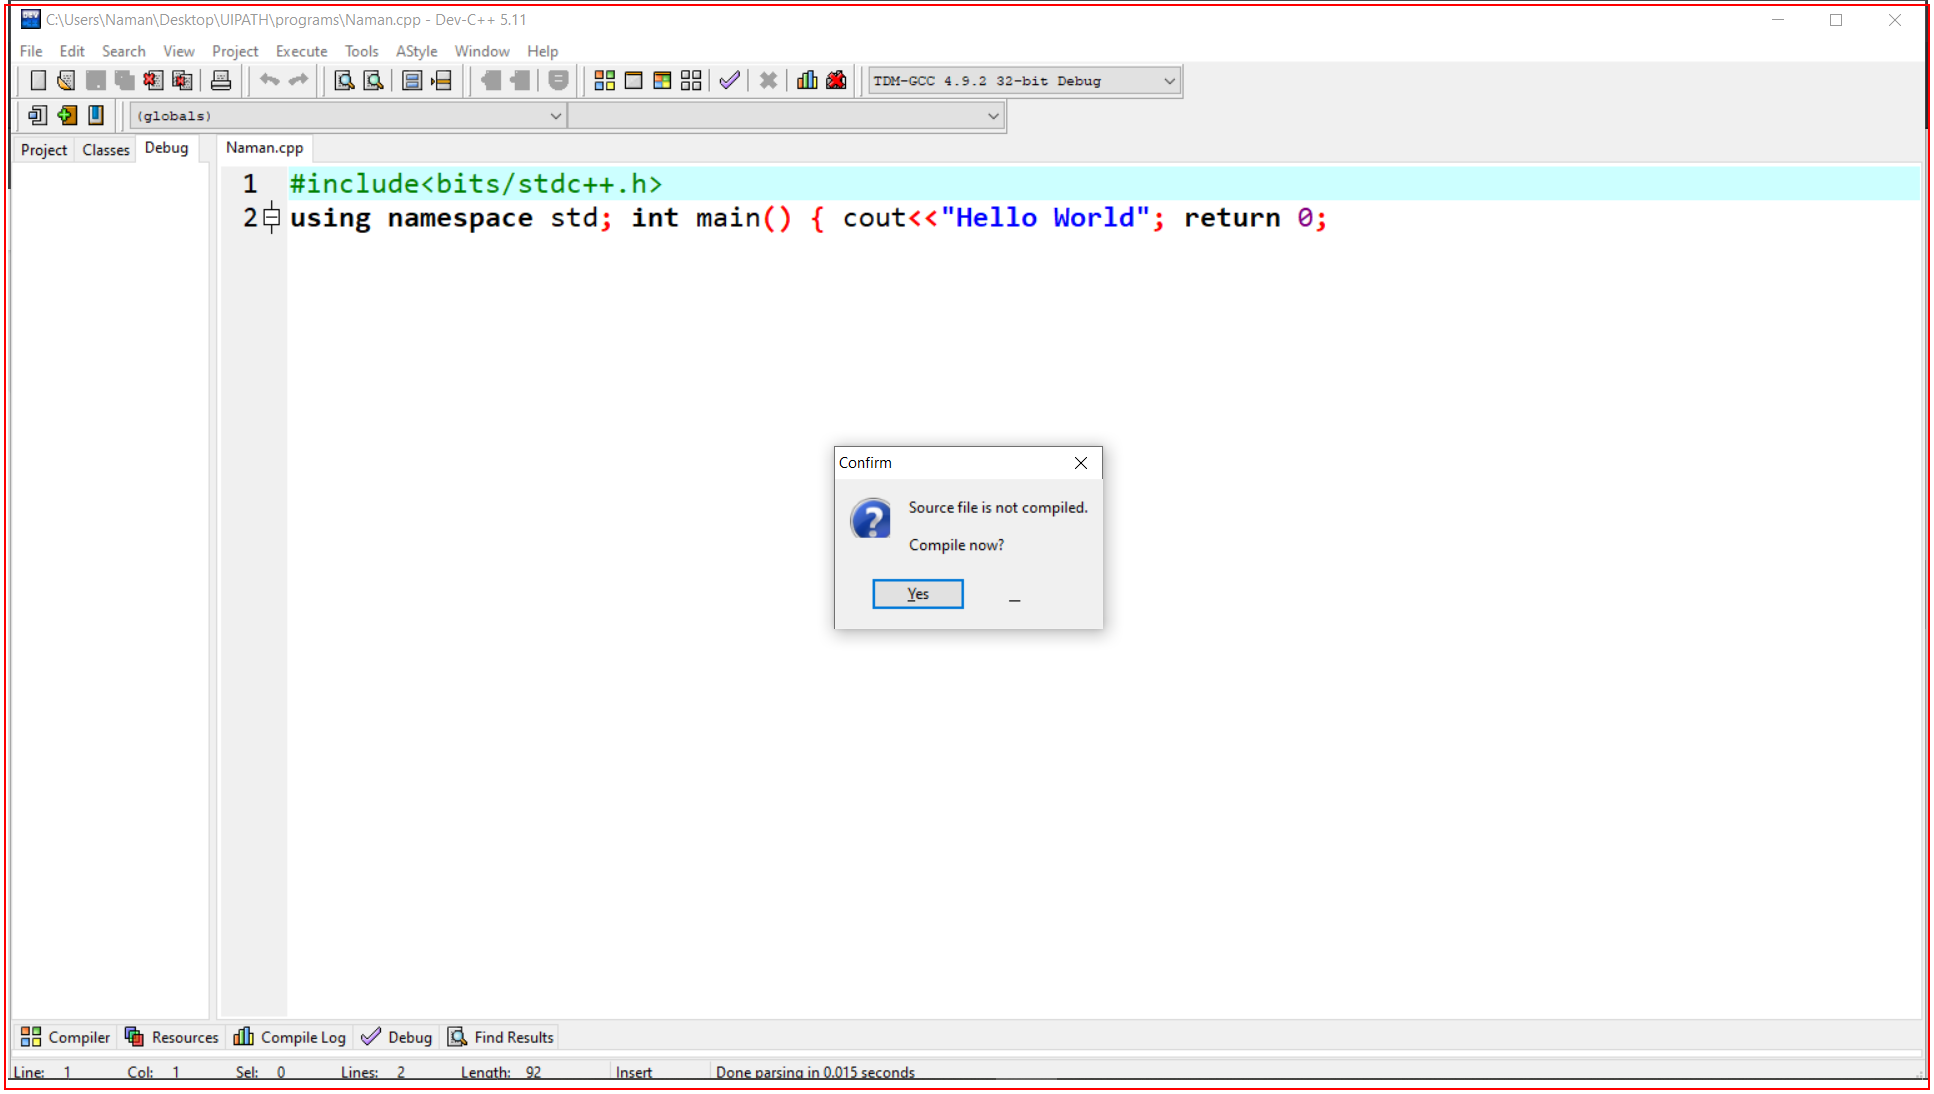 C:\Users\Naman\Desktop\UIPATH\programs\Naman.cpp - Dev-C++ 5.11
File Edit Search View Project Execute Tools AStyle Window Help
TDM-GCC 4.9.2 32-bit Debug
(globals)
Project Classes Debug Naman.cpp
1 #include<bits/stdc++.h>
2 using namespace std; int main() { cout<<"Hello World"; return 0;
Confirm
Source file is not compiled.
Compile now?
Yes
Compiler Resources Compile Log Debug Find Results
Line: 1 Col: 1 Sel: 0 Lines: 2 Length: 92 Insert Done parsing in 0.015 seconds